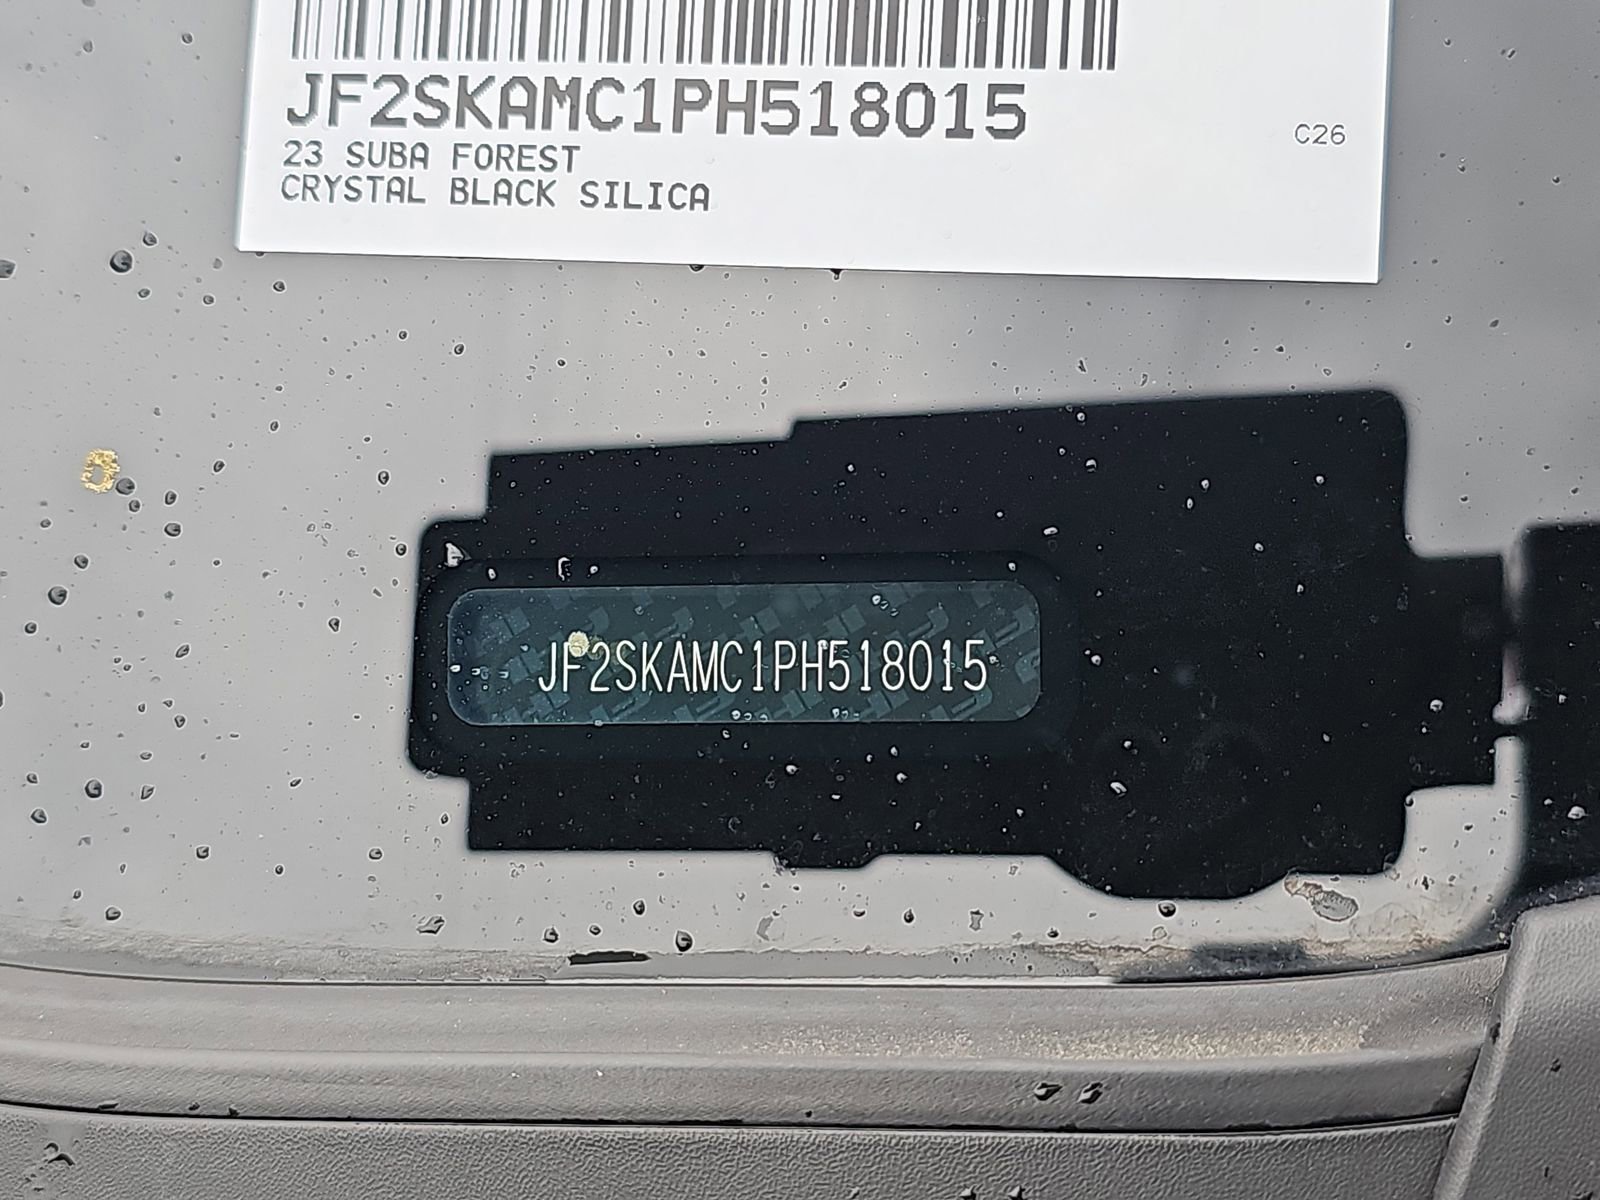 JF2SKAMC1PH518015
23 SUBA FOREST
C26
CRYSTAL BLACK SILICA
JF2SKAMC1PH518015